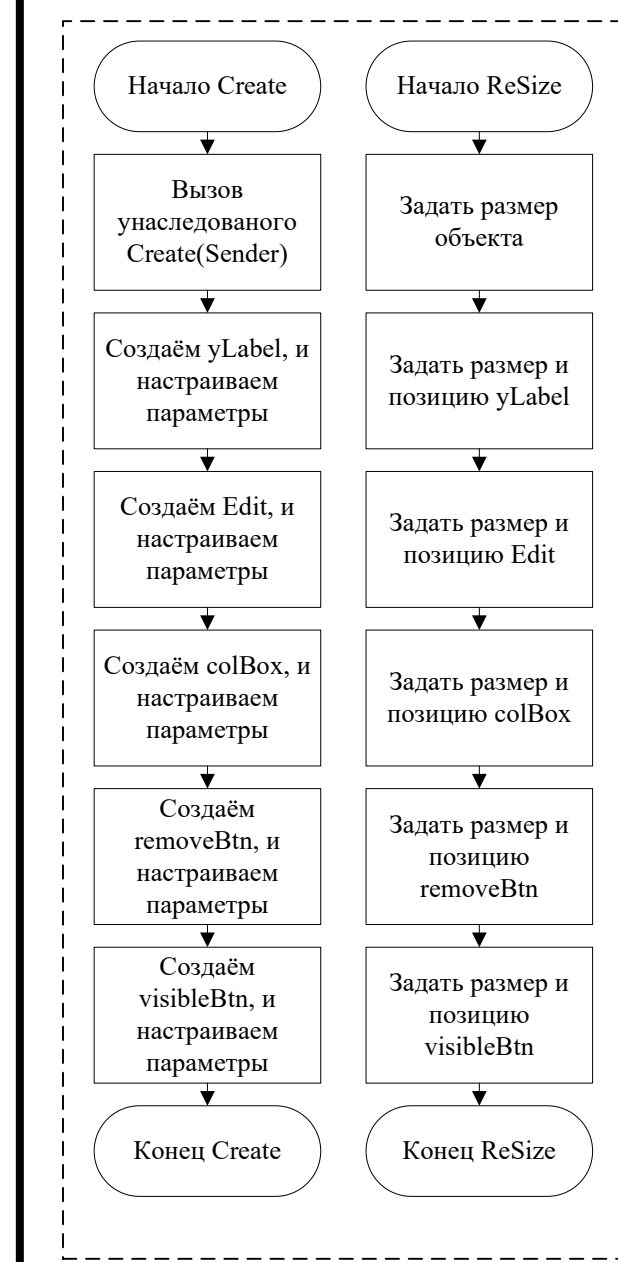 Начало Create
Вызов
унаследованого
Create(Sender)
Создаём yLabel, и
настраиваем
параметры
Создаём Edit, и
настраиваем
параметры
Создаём colBox, и
настраиваем
параметры
Создаём
removeBtn, и
настраиваем
параметры
Создаём
visibleBtn, и
настраиваем
параметры
Конец Create
Начало ReSize
Задать размер
объекта
Задать размер и
позицию yLabel
Задать размер и
позицию Edit
Задать размер и
позицию colBox
Задать размер и
позицию
removeBtn
Задать размер и
позицию
visibleBtn
Конец ReSize